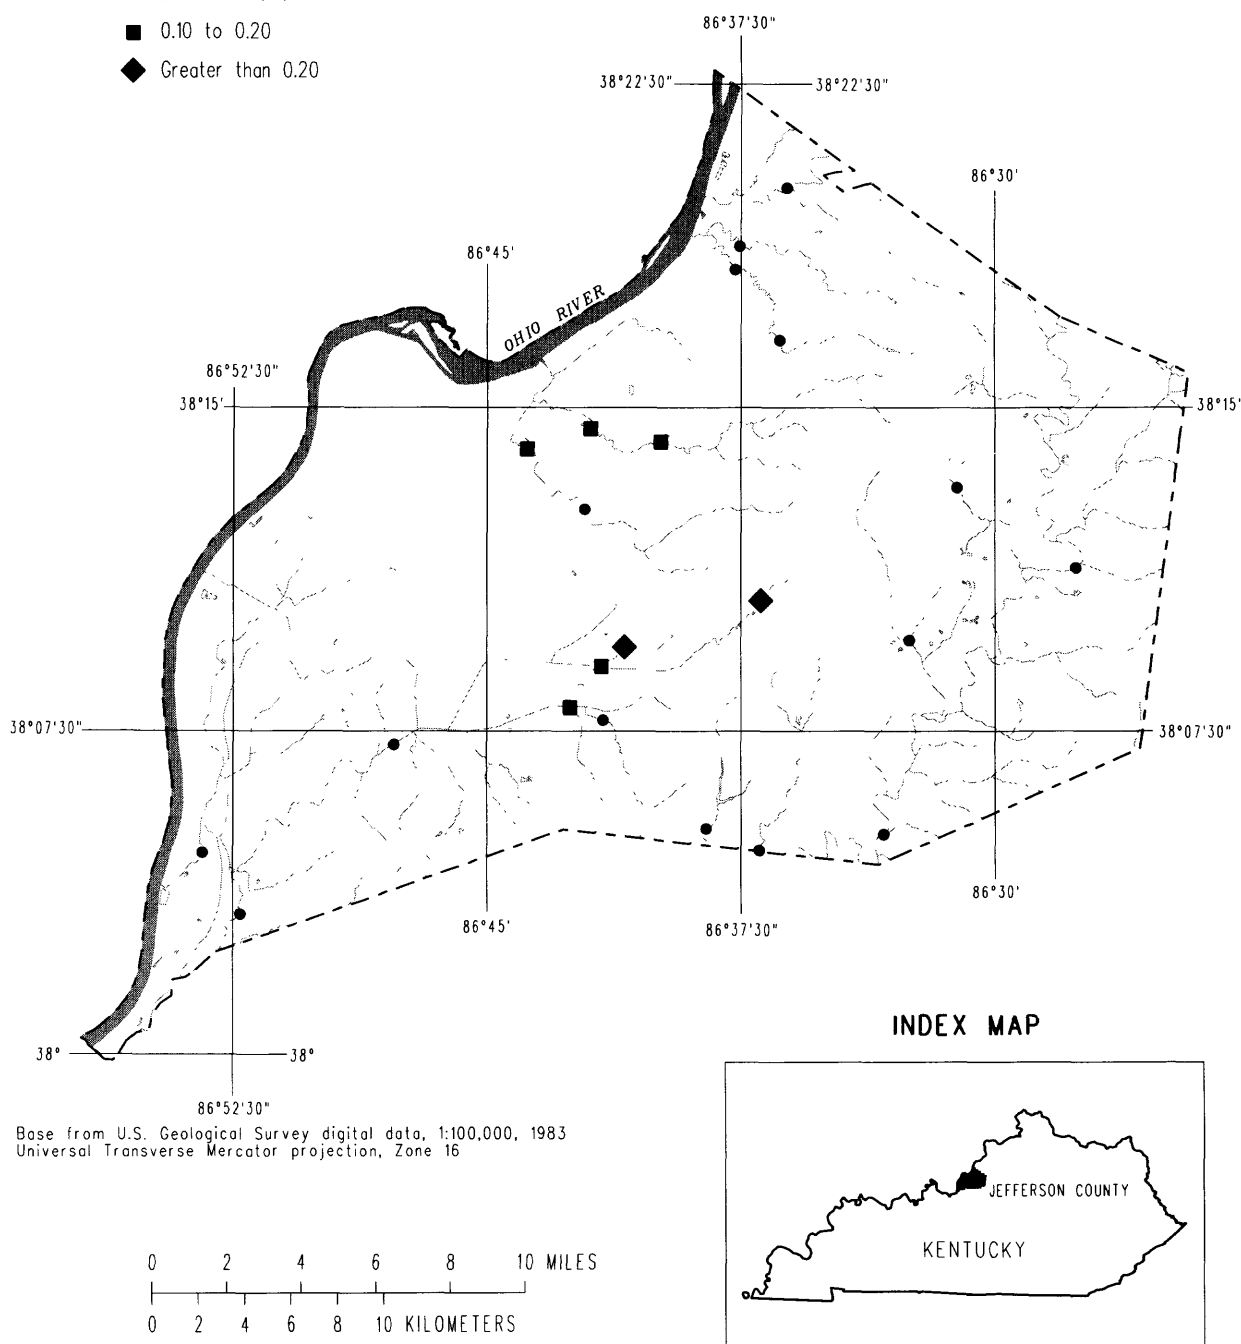 0.10 to 0.20
Greater than 0.20
86°37'30"
38°22'30"
38°22'30"
86°30'
86°45'
OHIO RIVER
86°52'30"
38°15'
38°15'
38°07'30"
38°07'30"
86°30'
86°45'
86°37'30"
INDEX MAP
38°
38°
86°52'30"
Base from U.S. Geological Survey digital data, 1:100,000, 1983
Universal Transverse Mercator projection, Zone 16
JEFFERSON COUNTY
KENTUCKY
0 2 4 6 8 10 MILES
0 2 4 6 8 10 KILOMETERS